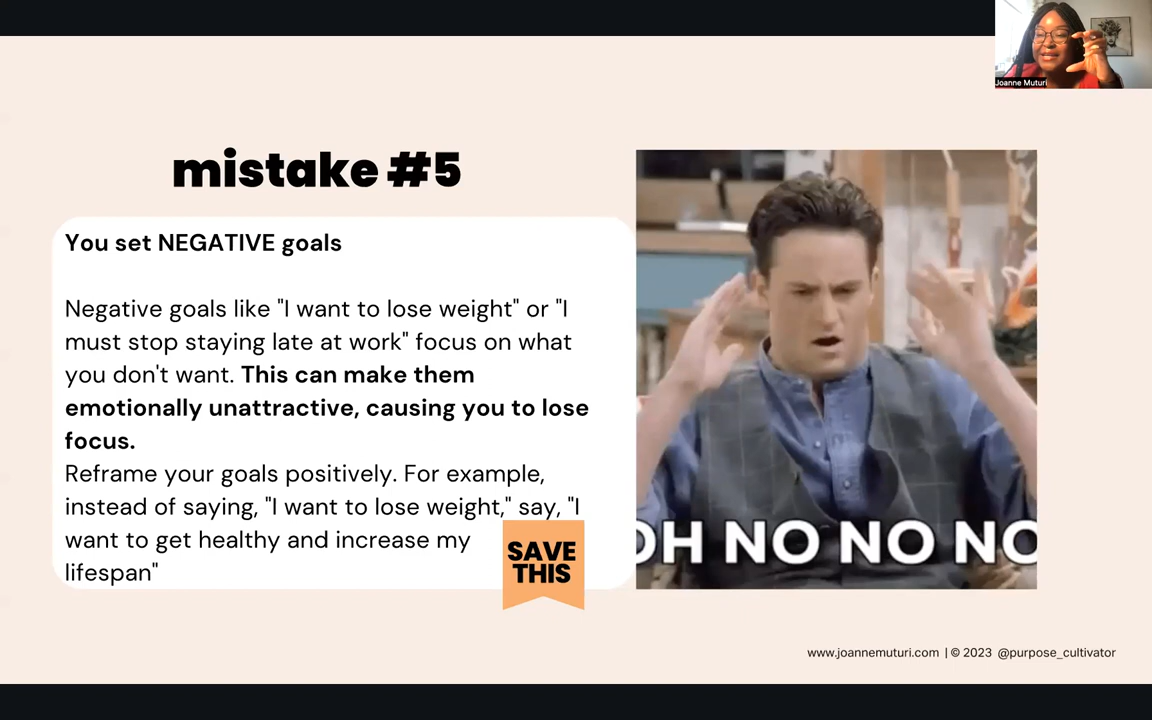 Joanne Muturi
mistake #5
You set NEGATIVE goals
Negative goals like "I want to lose weight" or "I
must stop staying late at work" focus on what
you don't want. This can make them
emotionally unattractive, causing you to lose
focus.
Reframe your goals positively. For example,
instead of saying, "I want to lose weight," say, "I
want to get healthy and increase my
lifespan"
SAVE
THIS
OH NO NO NO
www.joannemuturi.com | © 2023 @purpose_cultivator